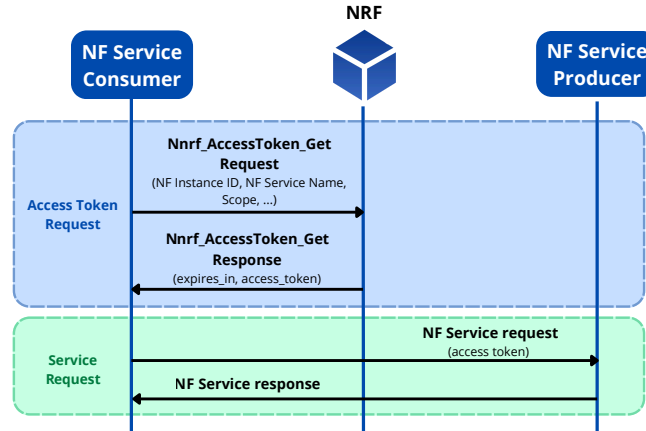 NRF
NF Service
Consumer
NF Service
Producer
Nnrf_AccessToken_Get
Request
(NF Instance ID, NF Service Name,
Scope, ...)
Access Token
Request
Nnrf_AccessToken_Get
Response
(expires_in, access_token)
NF Service request
(access token)
Service
Request
NF Service response